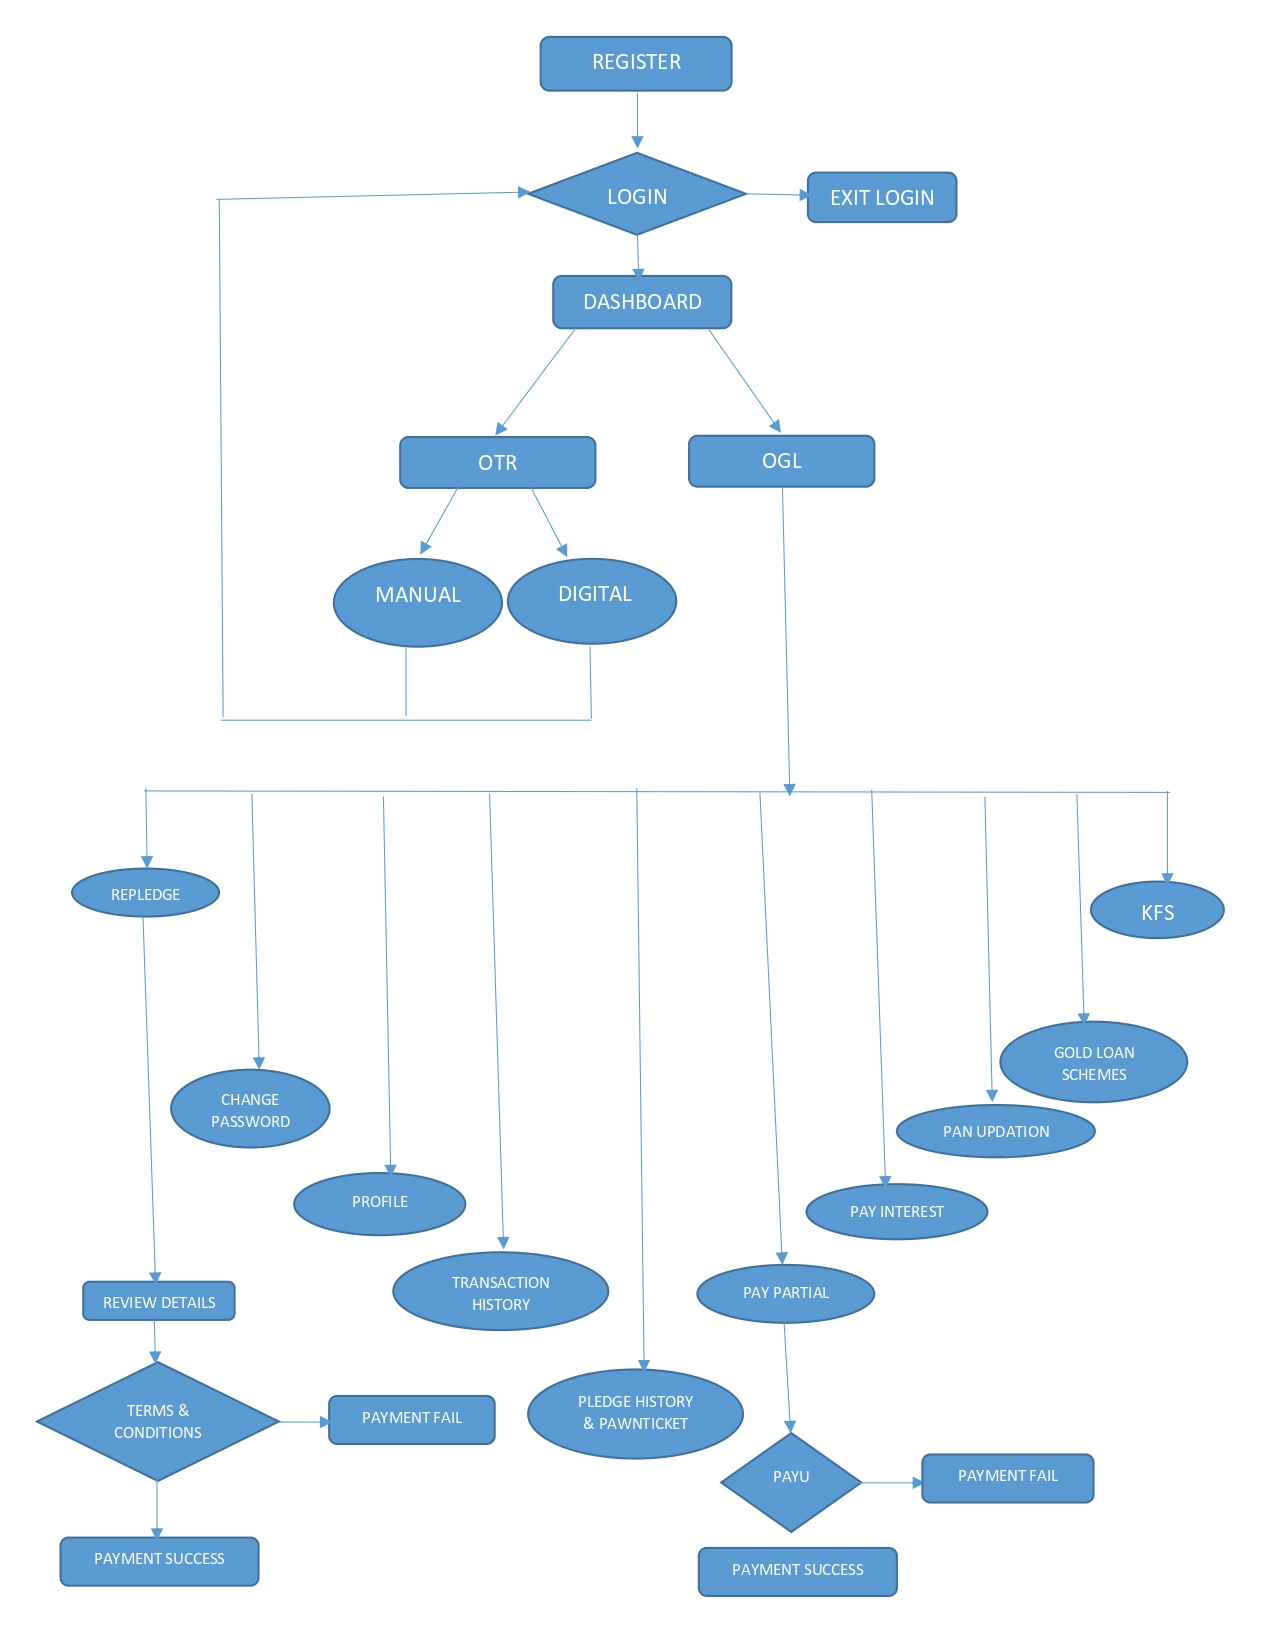 REGISTER
LOGIN
EXIT LOGIN
DASHBOARD
OTR
OGL
MANUAL
DIGITAL
REPLEDGE
KFS
GOLD LOAN
SCHEMES
CHANGE
PASSWORD
PAN UPDATION
PROFILE
PAY INTEREST
TRANSACTION
HISTORY
PAY PARTIAL
REVIEW DETAILS
TERMS &
CONDITIONS
PAYMENT FAIL
PLEDGE HISTORY
& PAWNTICKET
PAYU
PAYMENT FAIL
PAYMENT SUCCESS
PAYMENT SUCCESS